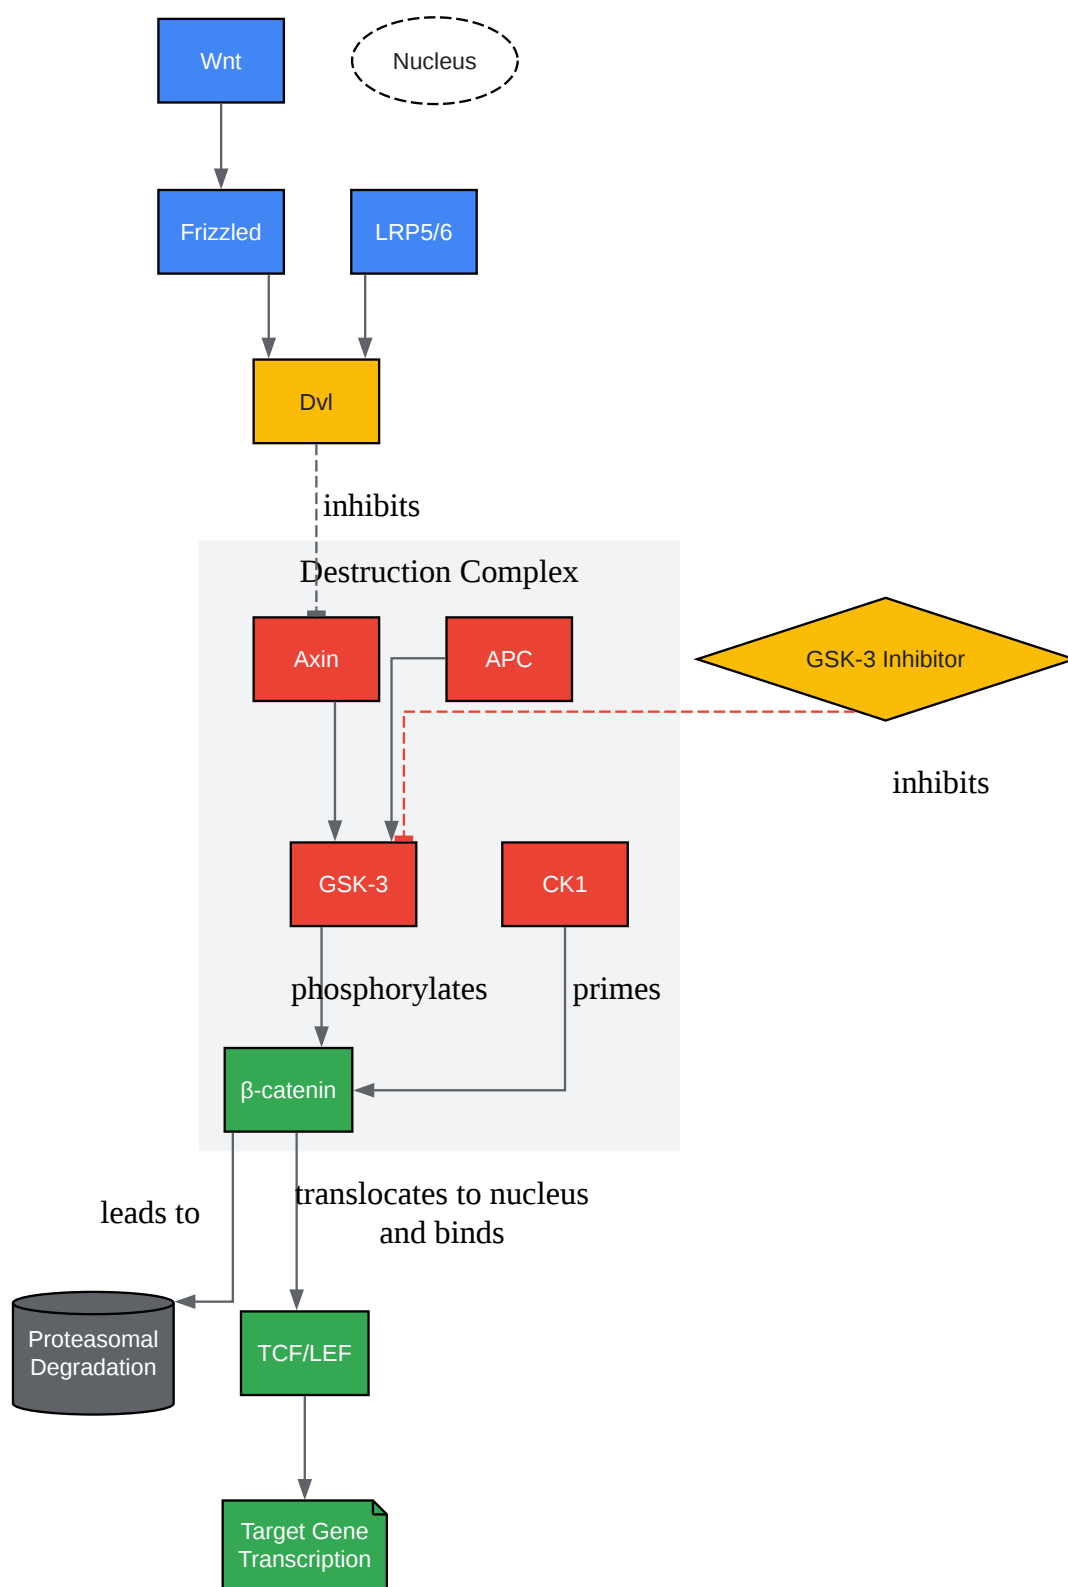 Wnt
Nucleus
Frizzled
LRP5/6
Dvl
inhibits
Destruction Complex
Axin
APC
GSK-3 Inhibitor
inhibits
GSK-3
CK1
phosphorylates
primes
β-catenin
leads to
translocates to nucleus
and binds
Proteasomal
Degradation
TCF/LEF
Target Gene
Transcription